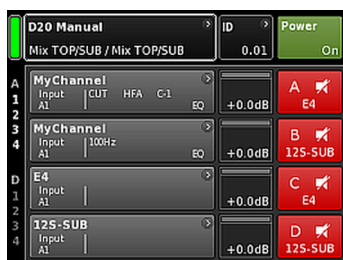 D20 Manual ID Power
Mix TOP/SUB / Mix TOP/SUB 0.01 On
A
1
2
3
4
MyChannel
Input CUT HFA C-1
A1 EQ +0.0dB
A
E4
MyChannel
Input 100Hz
A1 EQ +0.0dB
B
12S-SUB
D
1
2
3
4
E4
Input
A1 +0.0dB
C
E4
12S-SUB
Input
A1 +0.0dB
D
12S-SUB